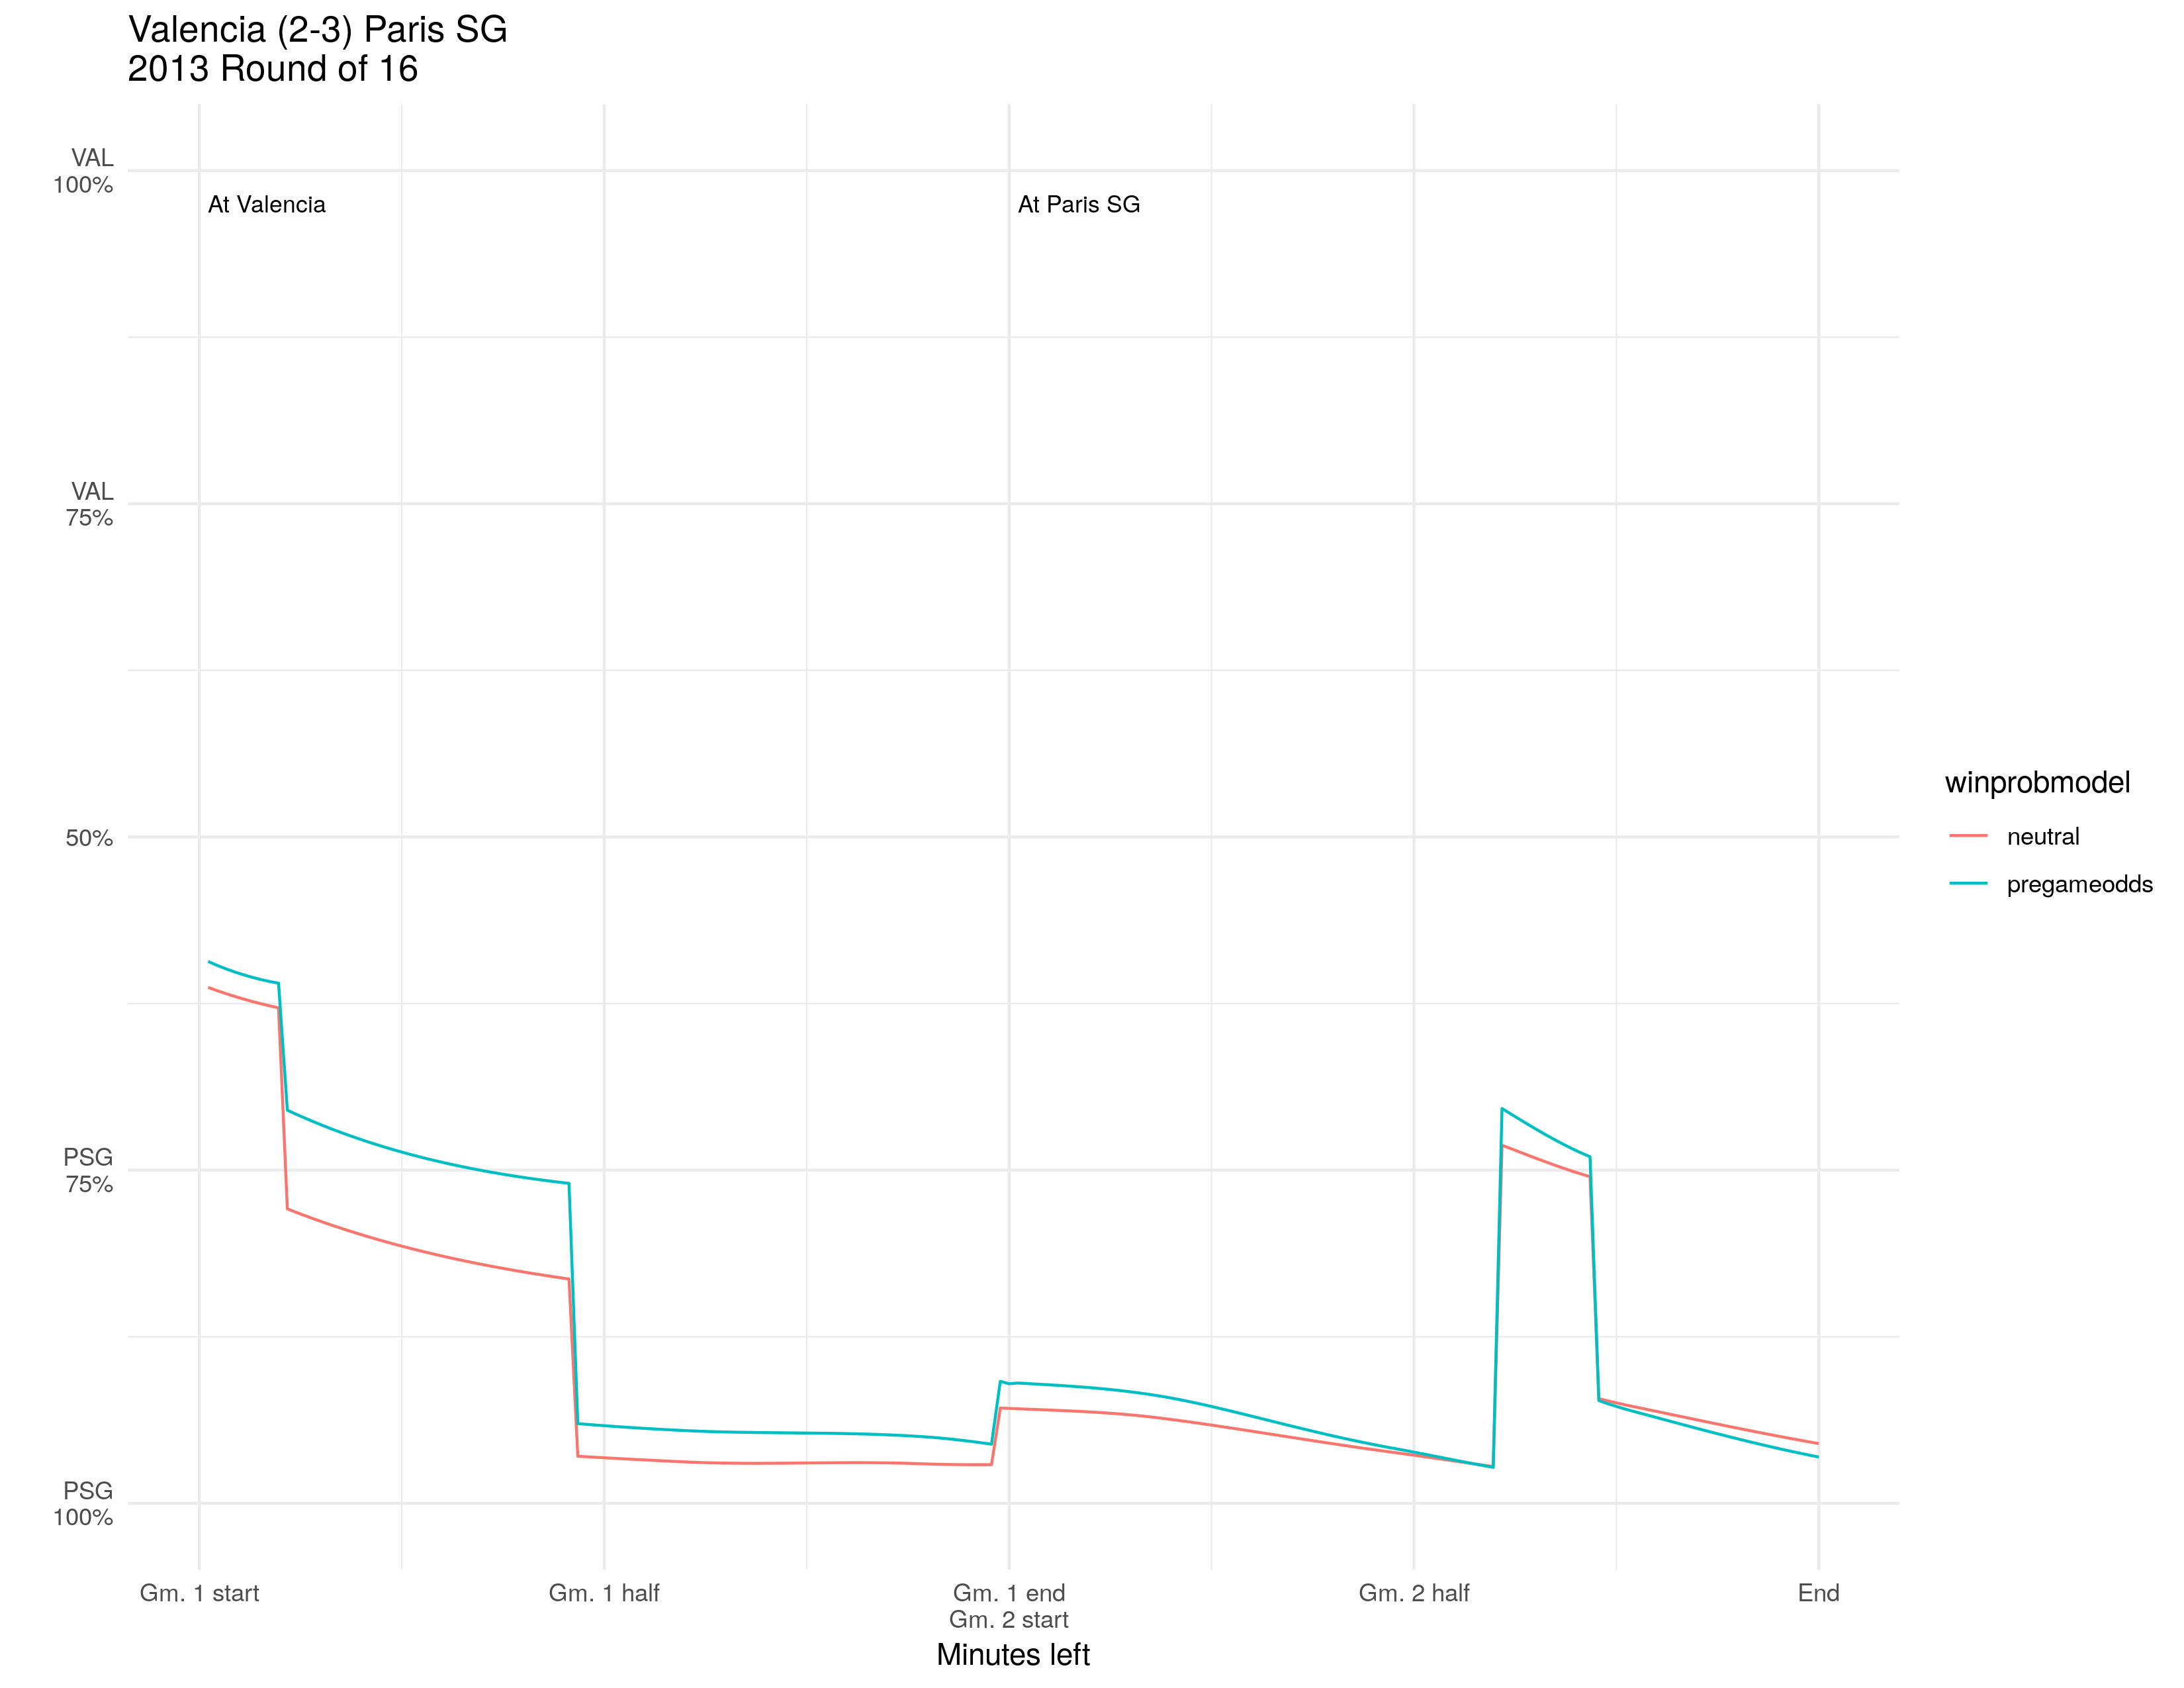 Valencia (2-3) Paris SG
2013 Round of 16
VAL
100%
At Valencia
At Paris SG
VAL
75%
50%
PSG
75%
PSG
100%
winprobmodel
neutral
pregameodds
Gm. 1 start
Gm. 1 half
Gm. 1 end
Gm. 2 start
Gm. 2 half
End
Minutes left